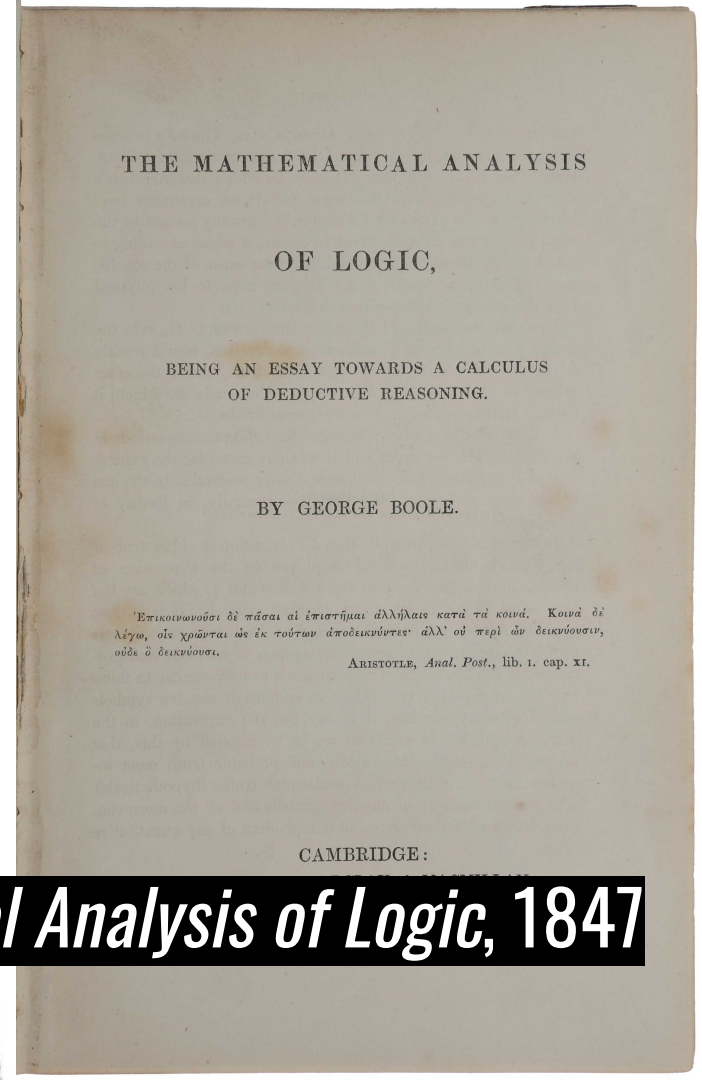 THE MATHEMATICAL ANALYSIS
OF LOGIC,
BEING AN ESSAY TOWARDS A CALCULUS
OF DEDUCTIVE REASONING.
BY GEORGE BOOLE.
Ἐπικοινωνοῦσι δὲ πᾶσαι αἱ ἐπιστῆμαι ἀλλήλαις κατὰ τὰ κοινά. Κοινὰ δὲ
λέγω, οἷς χρῶνται ὡς ἐκ τούτων ἀποδεικνύντες· ἀλλ' οὐ περὶ ὧν δεικνύουσιν,
οὐδε ὃ δεικνύουσι.
ARISTOTLE, Anal. Post., lib. I. cap. XI.
CAMBRIDGE:
l Analysis of Logic, 1847